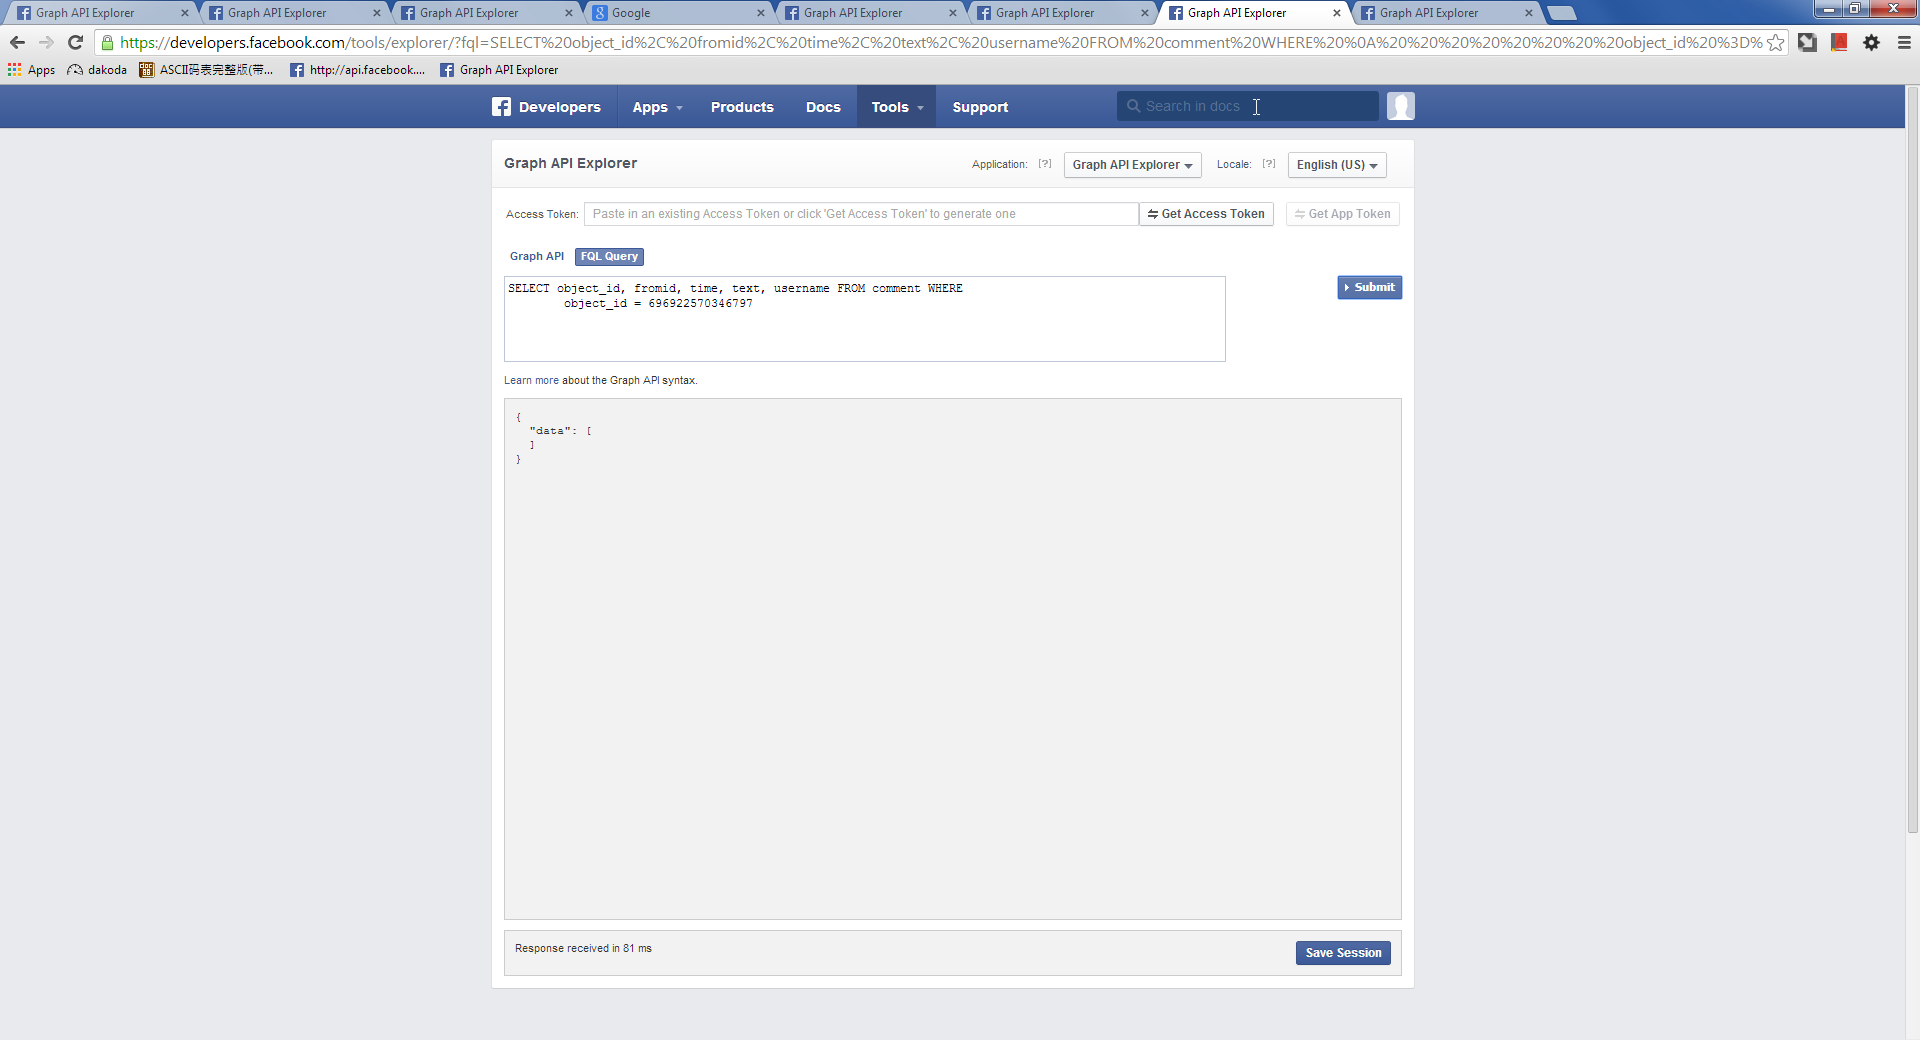 Graph API Explorer
Graph API Explorer
Graph API Explorer
Google
Graph API Explorer
Graph API Explorer
Graph API Explorer
Graph API Explorer
https://developers.facebook.com/tools/explorer/?fql=SELECT%20object_id%2C%20fromid%2C%20time%2C%20text%2C%20username%20FROM%20comment%20WHERE%20%0A%20%20%20%20%20%20%20%20object_id%20%3D%
Apps
dakoda
ASCII码表完整版(带...
http://api.facebook....
Graph API Explorer
Developers
Apps
Products
Docs
Tools
Support
Search in docs
Graph API Explorer
Application: [?]
Graph API Explorer
Locale: [?]
English (US)
Access Token:
Paste in an existing Access Token or click 'Get Access Token' to generate one
Get Access Token
Get App Token
Graph API
FQL Query
SELECT object_id, fromid, time, text, username FROM comment WHERE
object_id = 696922570346797
Submit
Learn more about the Graph API syntax.
{
"data": [
]
}
Response received in 81 ms
Save Session